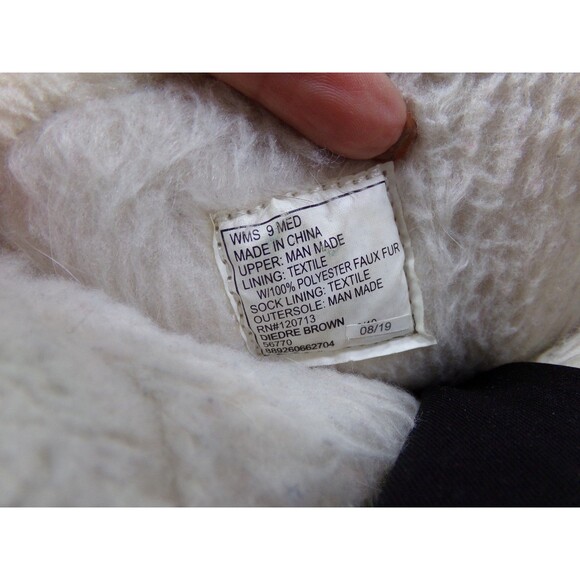 WMS 9 MED
MADE IN CHINA
UPPER: MAN MADE
LINING: TEXTILE
W/100% POLYESTER FAUX FUR
SOCK LINING: TEXTILE
OUTERSOLE: MAN MADE
RN#120713
DIEDRE BROWN 08/19
56770
889260662704